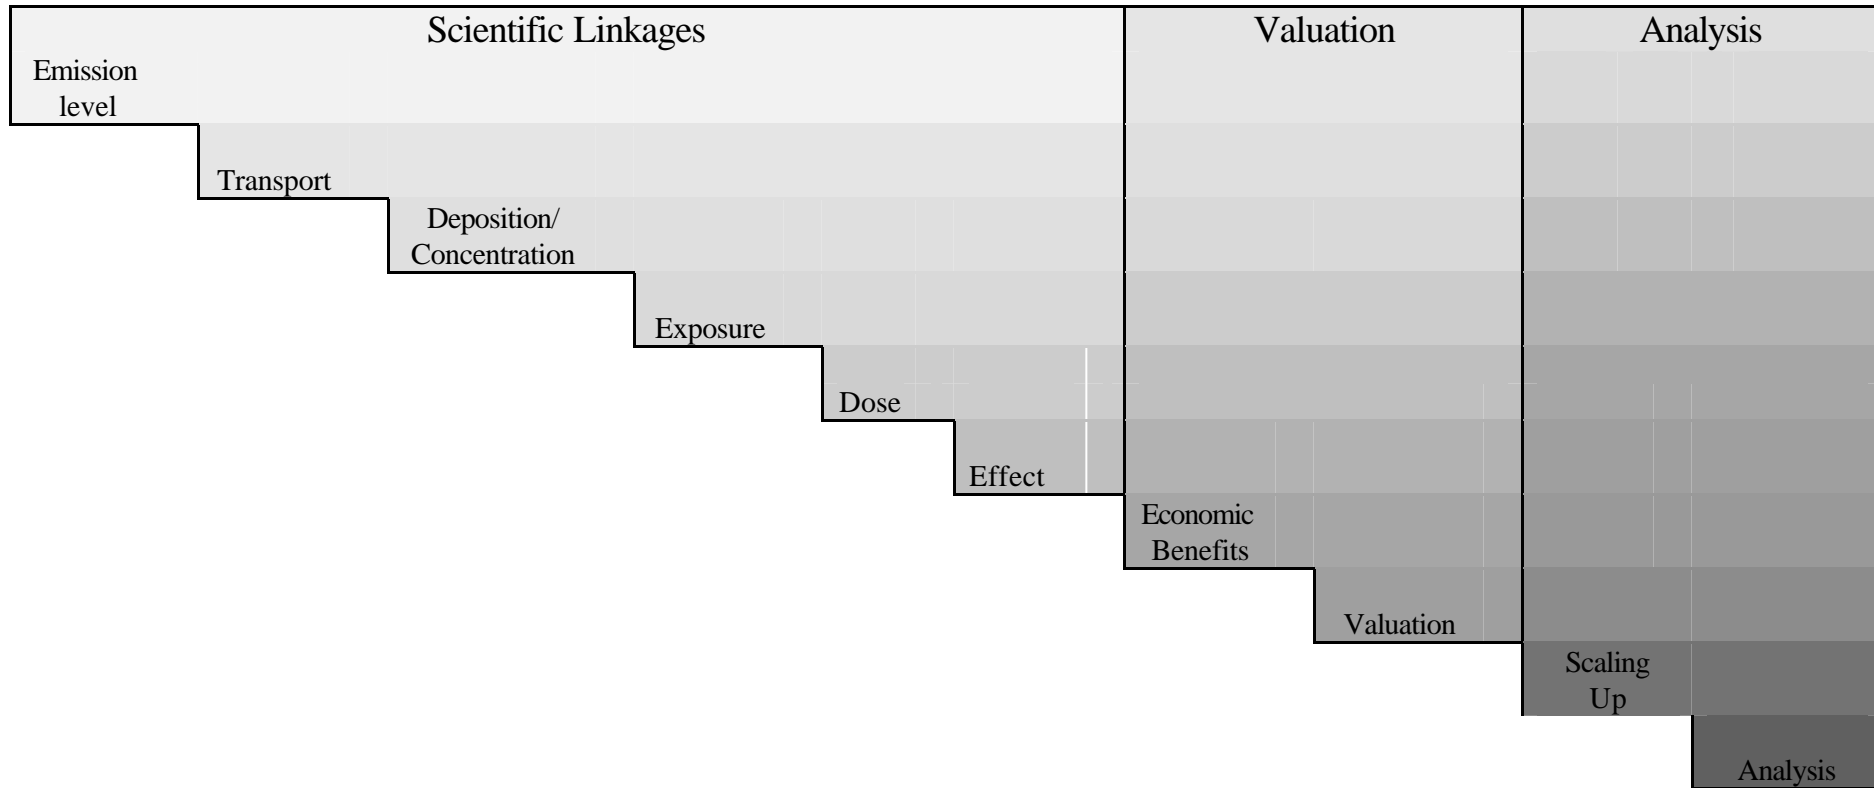 Scientific Linkages
Valuation
Analysis
Emission
level
Transport
Deposition/
Concentration
Exposure
Dose
Effect
Economic
Benefits
Valuation
Scaling
Up
Analysis